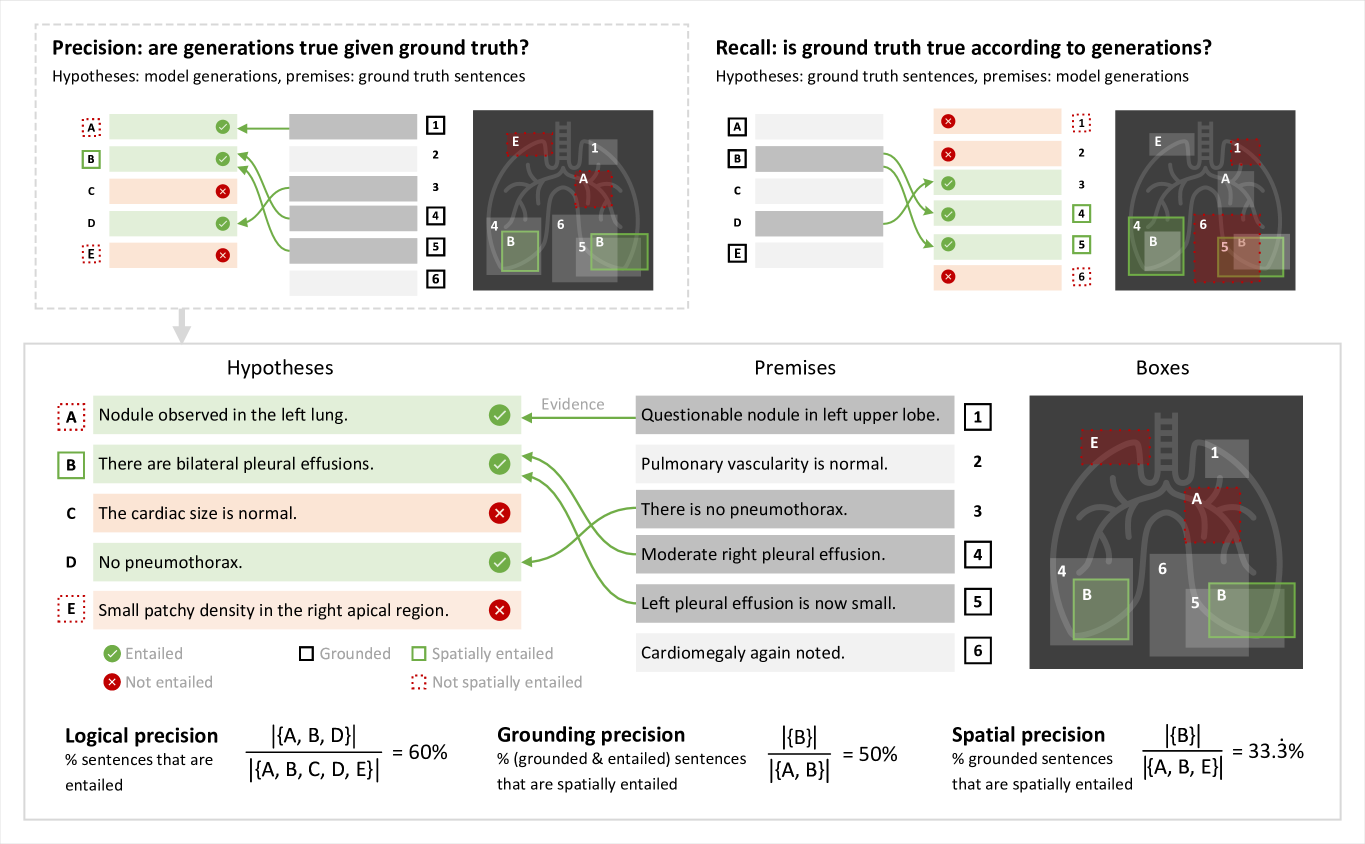 Precision: are generations true given ground truth?
Hypotheses: model generations, premises: ground truth sentences
A
B
C
D
E
1
2
3
4
5
6
E
1
A
4
B
6
5
B
Recall: is ground truth true according to generations?
Hypotheses: ground truth sentences, premises: model generations
A
B
C
D
E
1
2
3
4
5
6
E
1
A
4
B
6
5
B
Hypotheses
Premises
Boxes
A Nodule observed in the left lung.
B There are bilateral pleural effusions.
C The cardiac size is normal.
D No pneumothorax.
E Small patchy density in the right apical region.
Evidence
Questionable nodule in left upper lobe. 1
Pulmonary vascularity is normal. 2
There is no pneumothorax. 3
Moderate right pleural effusion. 4
Left pleural effusion is now small. 5
Cardiomegaly again noted. 6
E
1
A
4
B
6
5
B
Entailed
Grounded
Spatially entailed
Not entailed
Not spatially entailed
Logical precision
% sentences that are
entailed
|{A, B, D}|
|{A, B, C, D, E}|
= 60%
Grounding precision
% (grounded & entailed) sentences
that are spatially entailed
|{B}|
|{A, B}|
= 50%
Spatial precision
% grounded sentences
that are spatially entailed
|{B}|
|{A, B, E}|
= 33.3̇%